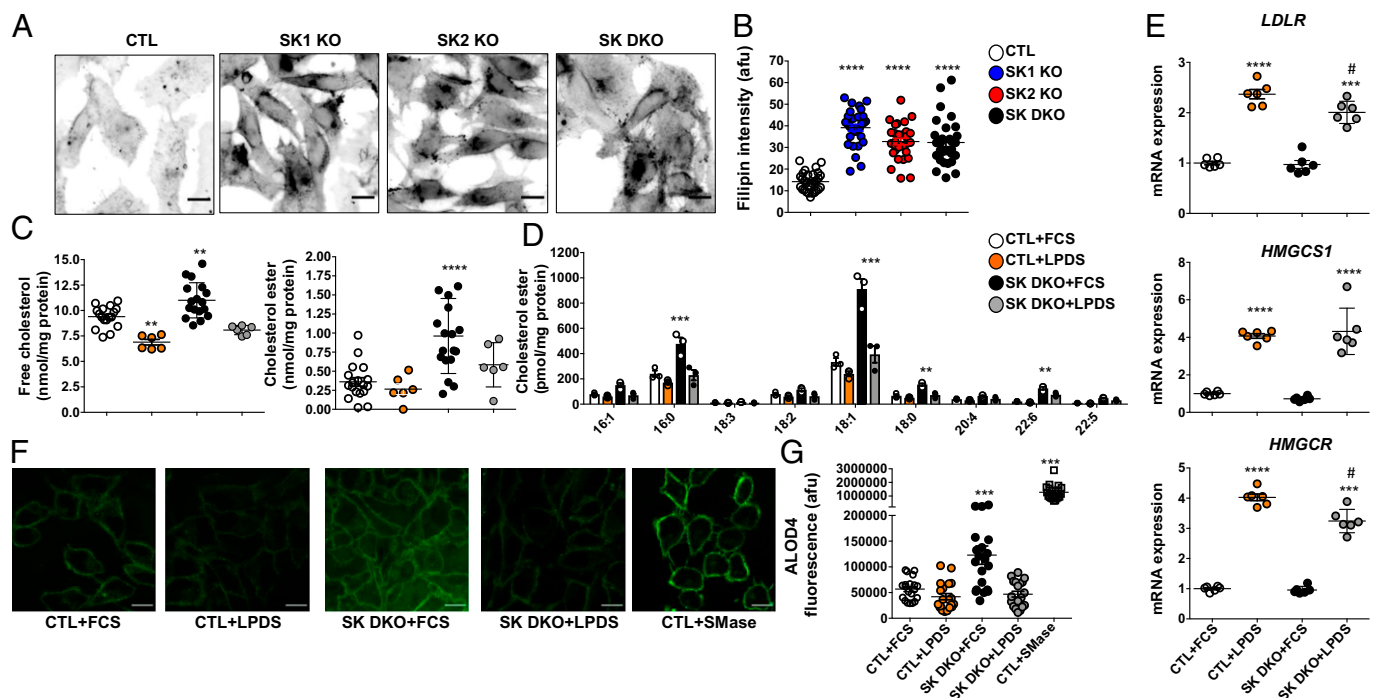 A
CTL
SK1 KO
SK2 KO
SK DKO
B
Filipin intensity (afu)
70
60
50
40
30
20
10
0
****
****
****
CTL
SK1 KO
SK2 KO
SK DKO
C
Free cholesterol
(nmol/mg protein)
15.0
12.5
10.0
7.5
5.0
2.5
0.0
**
**
Cholesterol ester
(nmol/mg protein)
2.00
1.75
1.50
1.25
1.00
0.75
0.50
0.25
0.00
****
D
Cholesterol ester
(pmol/mg protein)
1200
1000
800
600
400
200
0
***
***
**
**
16:1
16:0
18:3
18:2
18:1
18:0
20:4
22:6
22:5
CTL+FCS
CTL+LPDS
SK DKO+FCS
SK DKO+LPDS
E
LDLR
mRNA expression
3
2
1
0
****
#
***
HMGCS1
mRNA expression
8
6
4
2
0
****
****
HMGCR
mRNA expression
5
4
3
2
1
0
****
#
***
CTL+FCS
CTL+LPDS
SK DKO+FCS
SK DKO+LPDS
F
CTL+FCS
CTL+LPDS
SK DKO+FCS
SK DKO+LPDS
CTL+SMase
G
ALOD4
fluorescence (afu)
3000000
2000000
1000000
200000
150000
100000
50000
0
***
***
CTL+FCS
CTL+LPDS
SK DKO+FCS
SK DKO+LPDS
CTL+SMase